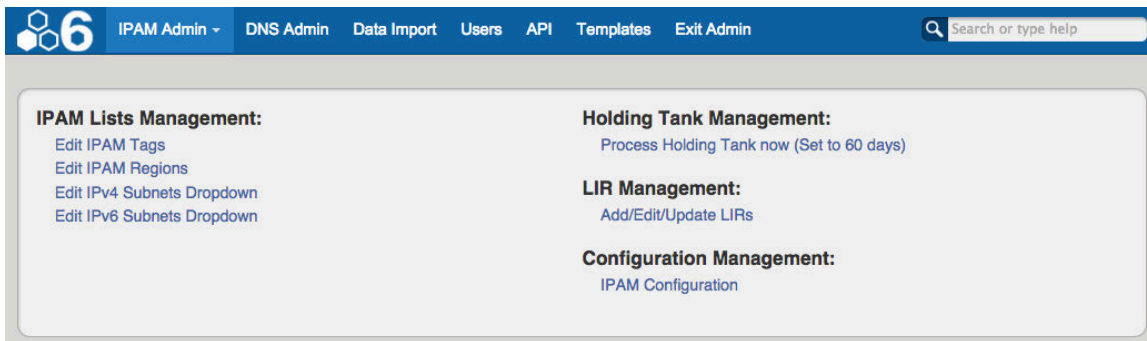 6 IPAM Admin DNS Admin Data Import Users API Templates Exit Admin Search or type help
IPAM Lists Management:
Edit IPAM Tags
Edit IPAM Regions
Edit IPv4 Subnets Dropdown
Edit IPv6 Subnets Dropdown
Holding Tank Management:
Process Holding Tank now (Set to 60 days)
LIR Management:
Add/Edit/Update LIRs
Configuration Management:
IPAM Configuration